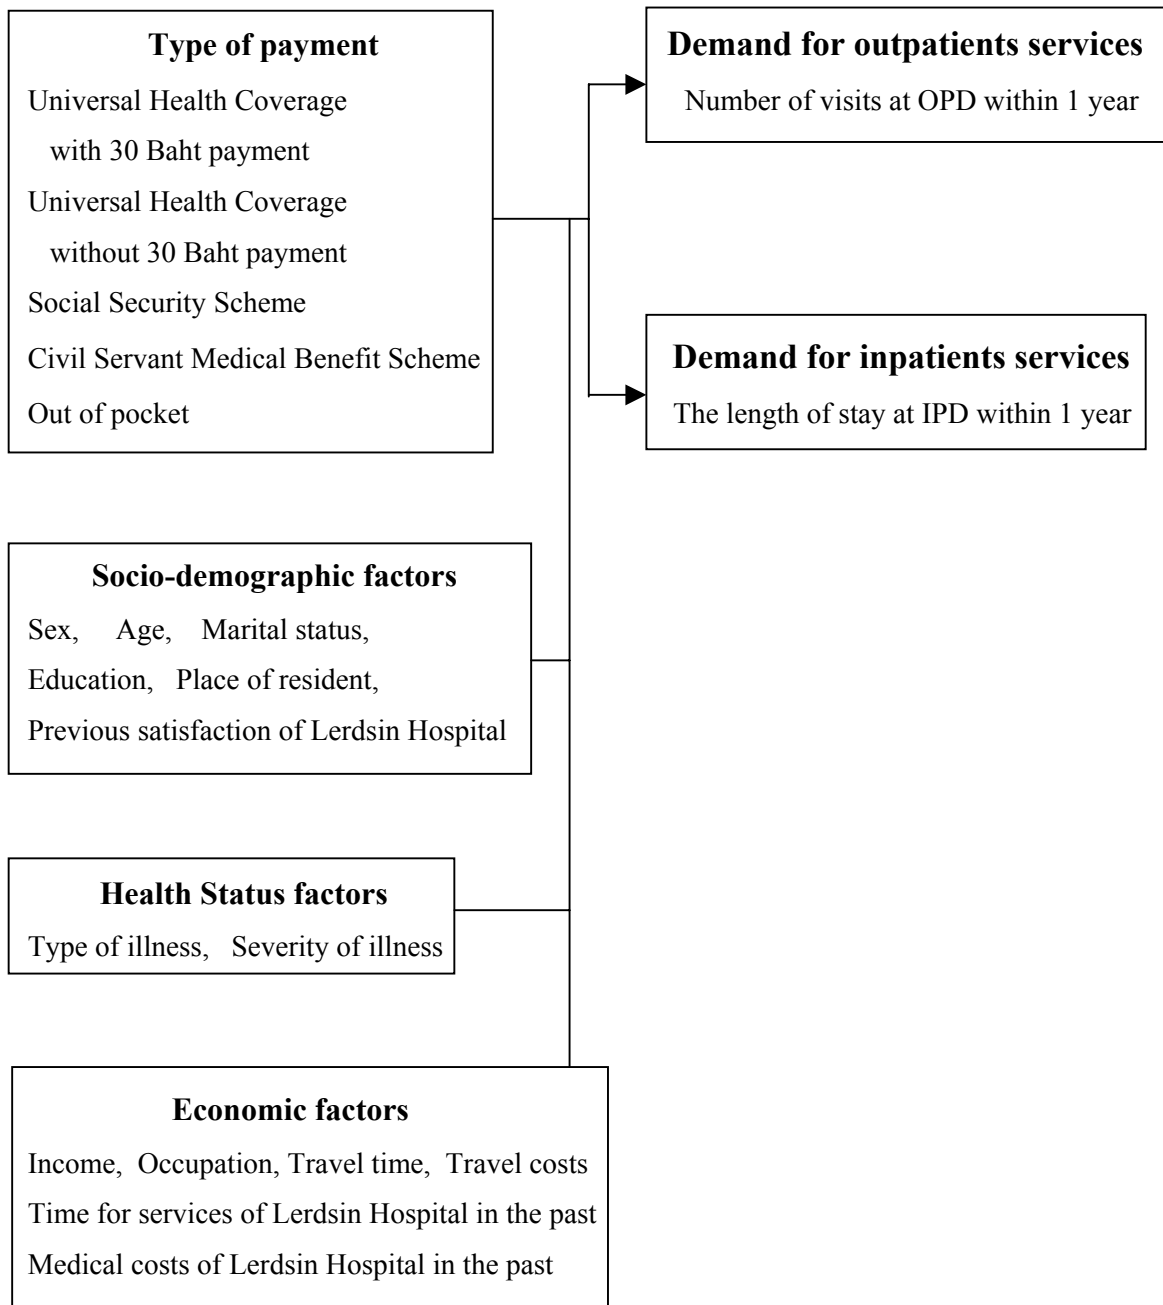 Type of payment
Universal Health Coverage
with 30 Baht payment
Universal Health Coverage
without 30 Baht payment
Social Security Scheme
Civil Servant Medical Benefit Scheme
Out of pocket
Demand for outpatients services
Number of visits at OPD within 1 year
Demand for inpatients services
The length of stay at IPD within 1 year
Socio-demographic factors
Sex, Age, Marital status,
Education, Place of resident,
Previous satisfaction of Lerdsin Hospital
Health Status factors
Type of illness, Severity of illness
Economic factors
Income, Occupation, Travel time, Travel costs
Time for services of Lerdsin Hospital in the past
Medical costs of Lerdsin Hospital in the past